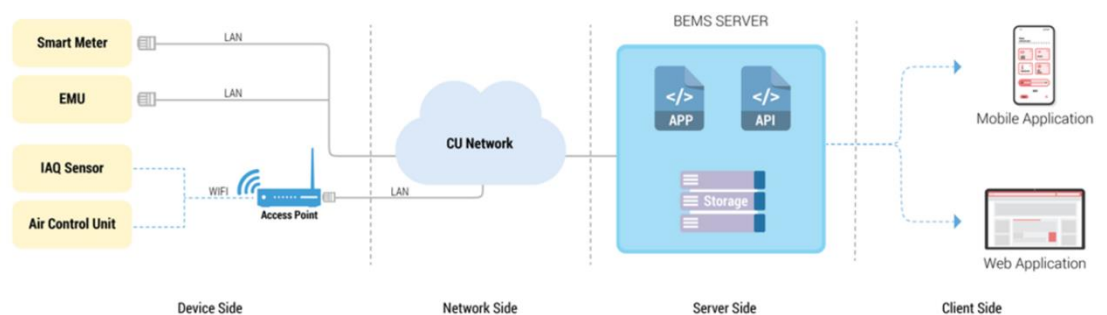 BEMS SERVER
Smart Meter
LAN
EMU
LAN
IAQ Sensor
WIFI
Air Control Unit
Access Point
LAN
CU Network
</>
APP
</>
API
Storage
Mobile Application
Web Application
Device Side
Network Side
Server Side
Client Side